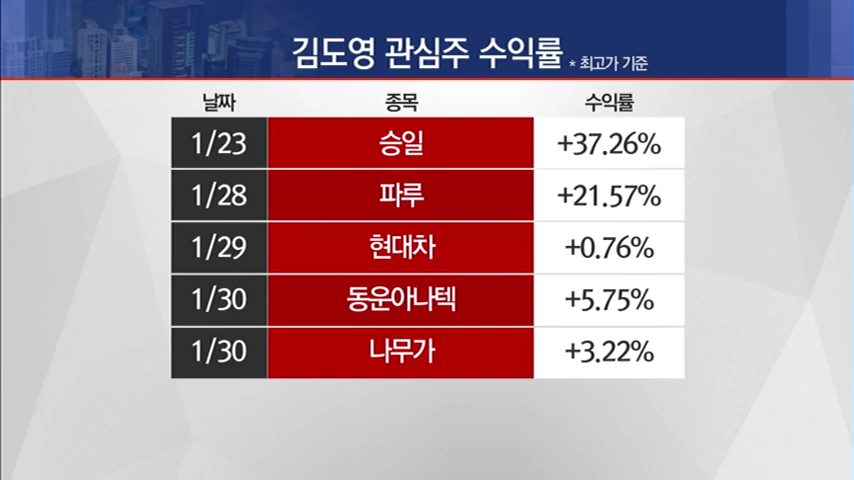 김도영 관심주 수익률 * 최고가 기준
날짜 종목 수익률
1/23 승일 +37.26%
1/28 파루 +21.57%
1/29 현대차 +0.76%
1/30 동운아나텍 +5.75%
1/30 나무가 +3.22%